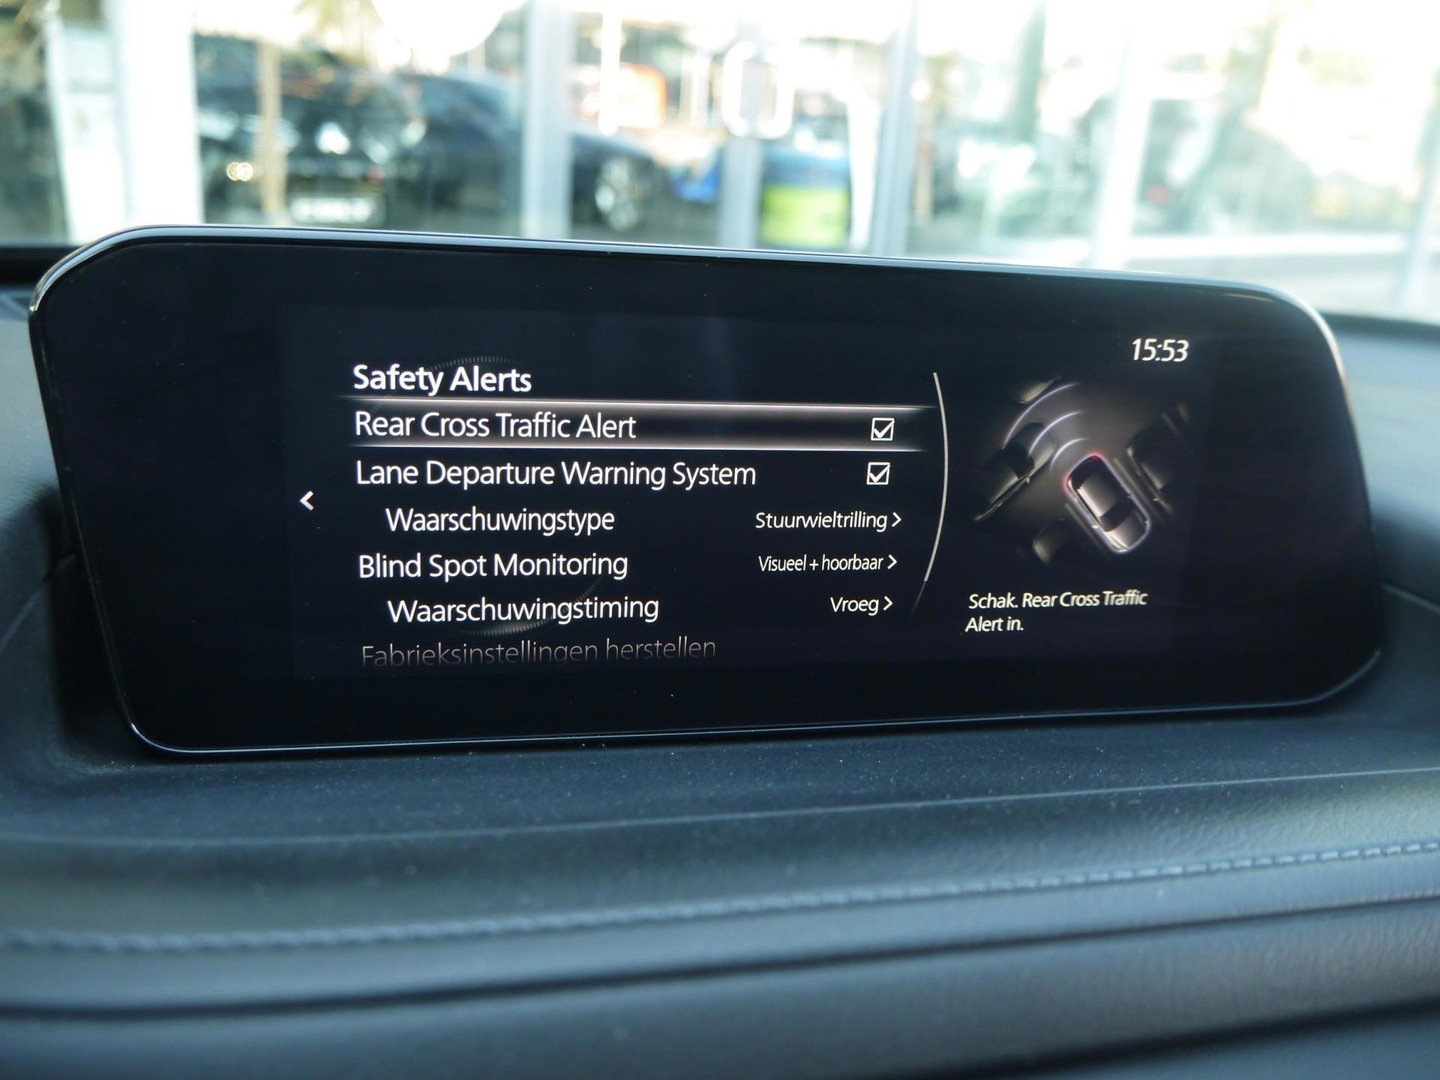 15:53
Safety Alerts
Rear Cross Traffic Alert
Lane Departure Warning System
Waarschuwingstype Stuurwieltrilling
Blind Spot Monitoring Visueel + hoorbaar
Waarschuwingstiming Vroeg
Fabrieksinstellingen herstellen
Schak. Rear Cross Traffic
Alert in.